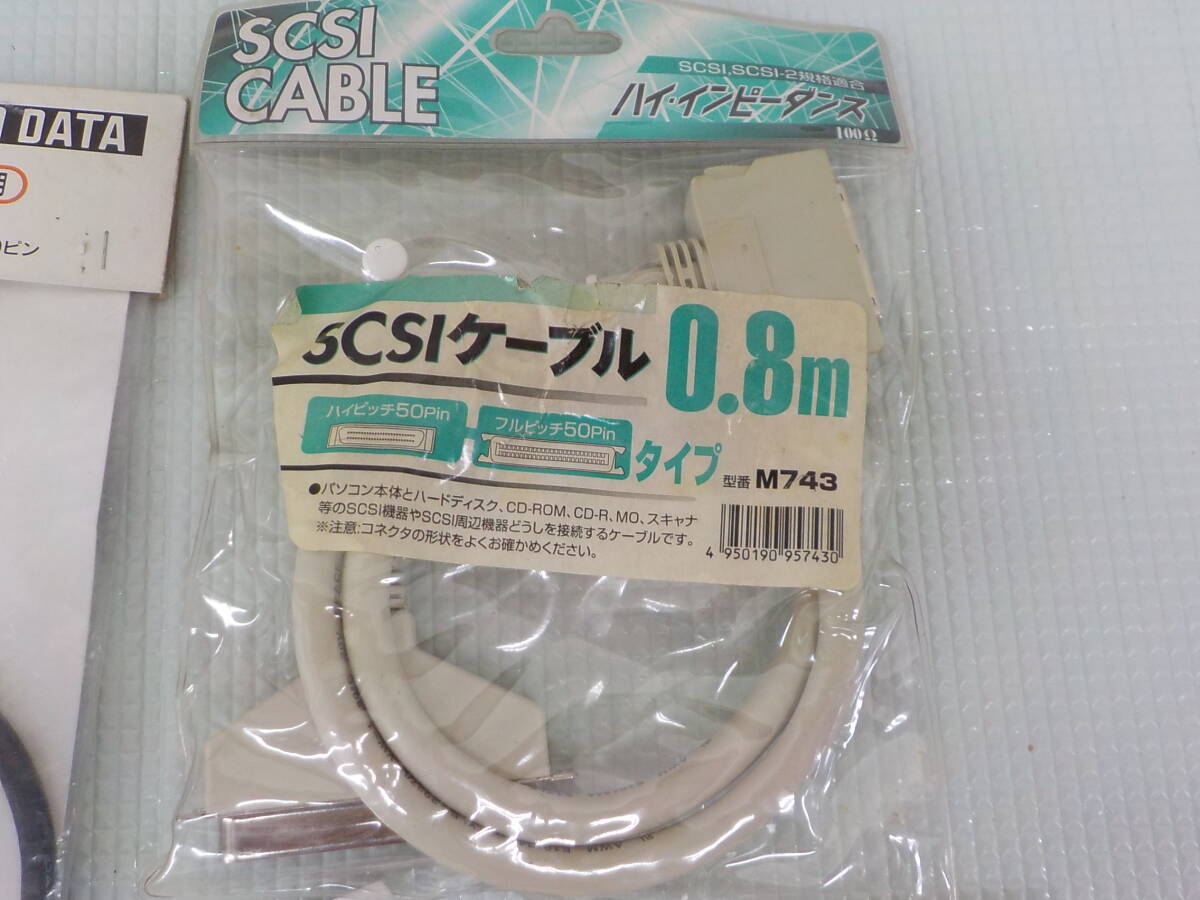 SCSI
CABLE
SCSI,SCSI-2規格適合
ハイ・インピーダンス
100Ω
DATA
用
ピン
SCSIケーブル
0.8m
ハイピッチ50Pin
フルピッチ50Pin
タイプ
型番 M743
●パソコン本体とハードディスク、CD-ROM、CD-R、MO、スキャナ
等のSCSI機器やSCSI周辺機器どうしを接続するケーブルです。
※注意:コネクタの形状をよくお確かめください。
4 950190 957430
AWM